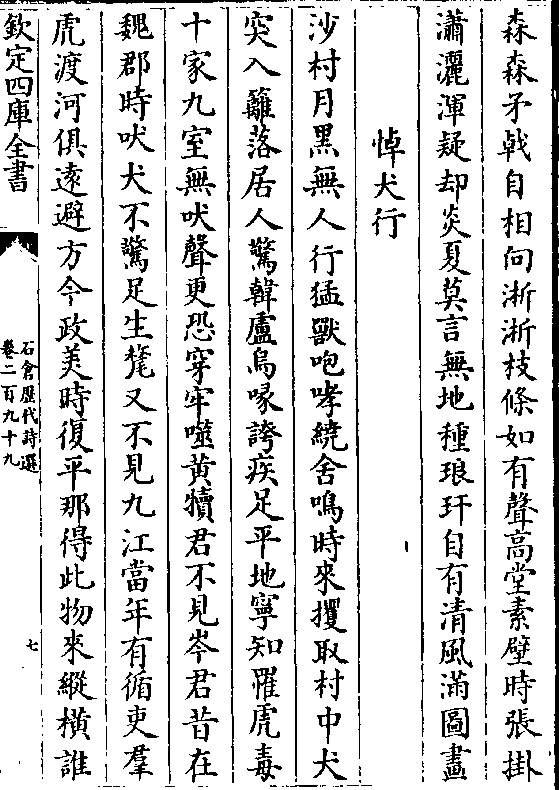 森森矛㦸自相向淅淅枝條如有聲高堂素壁時張掛
瀟灑渾疑却炎夏莫言無地種琅玕自有清風滿圖畫
悼犬行
沙村月黒無人行猛獸咆哮繞舍鳴時來攫取村中犬
突入籬落居人驚韓盧烏喙誇疾足平地寧知罹虎毒
十家九室無吠聲更恐穿牢噬黄犢君不見岑君昔在
魏郡時吠犬不驚足生氂又不見九江當年有循吏羣
虎渡河俱逺避方今政美時復平那得此物來縱横誰
欽定四庫全書
石倉歴代詩選
卷二百九十九
七